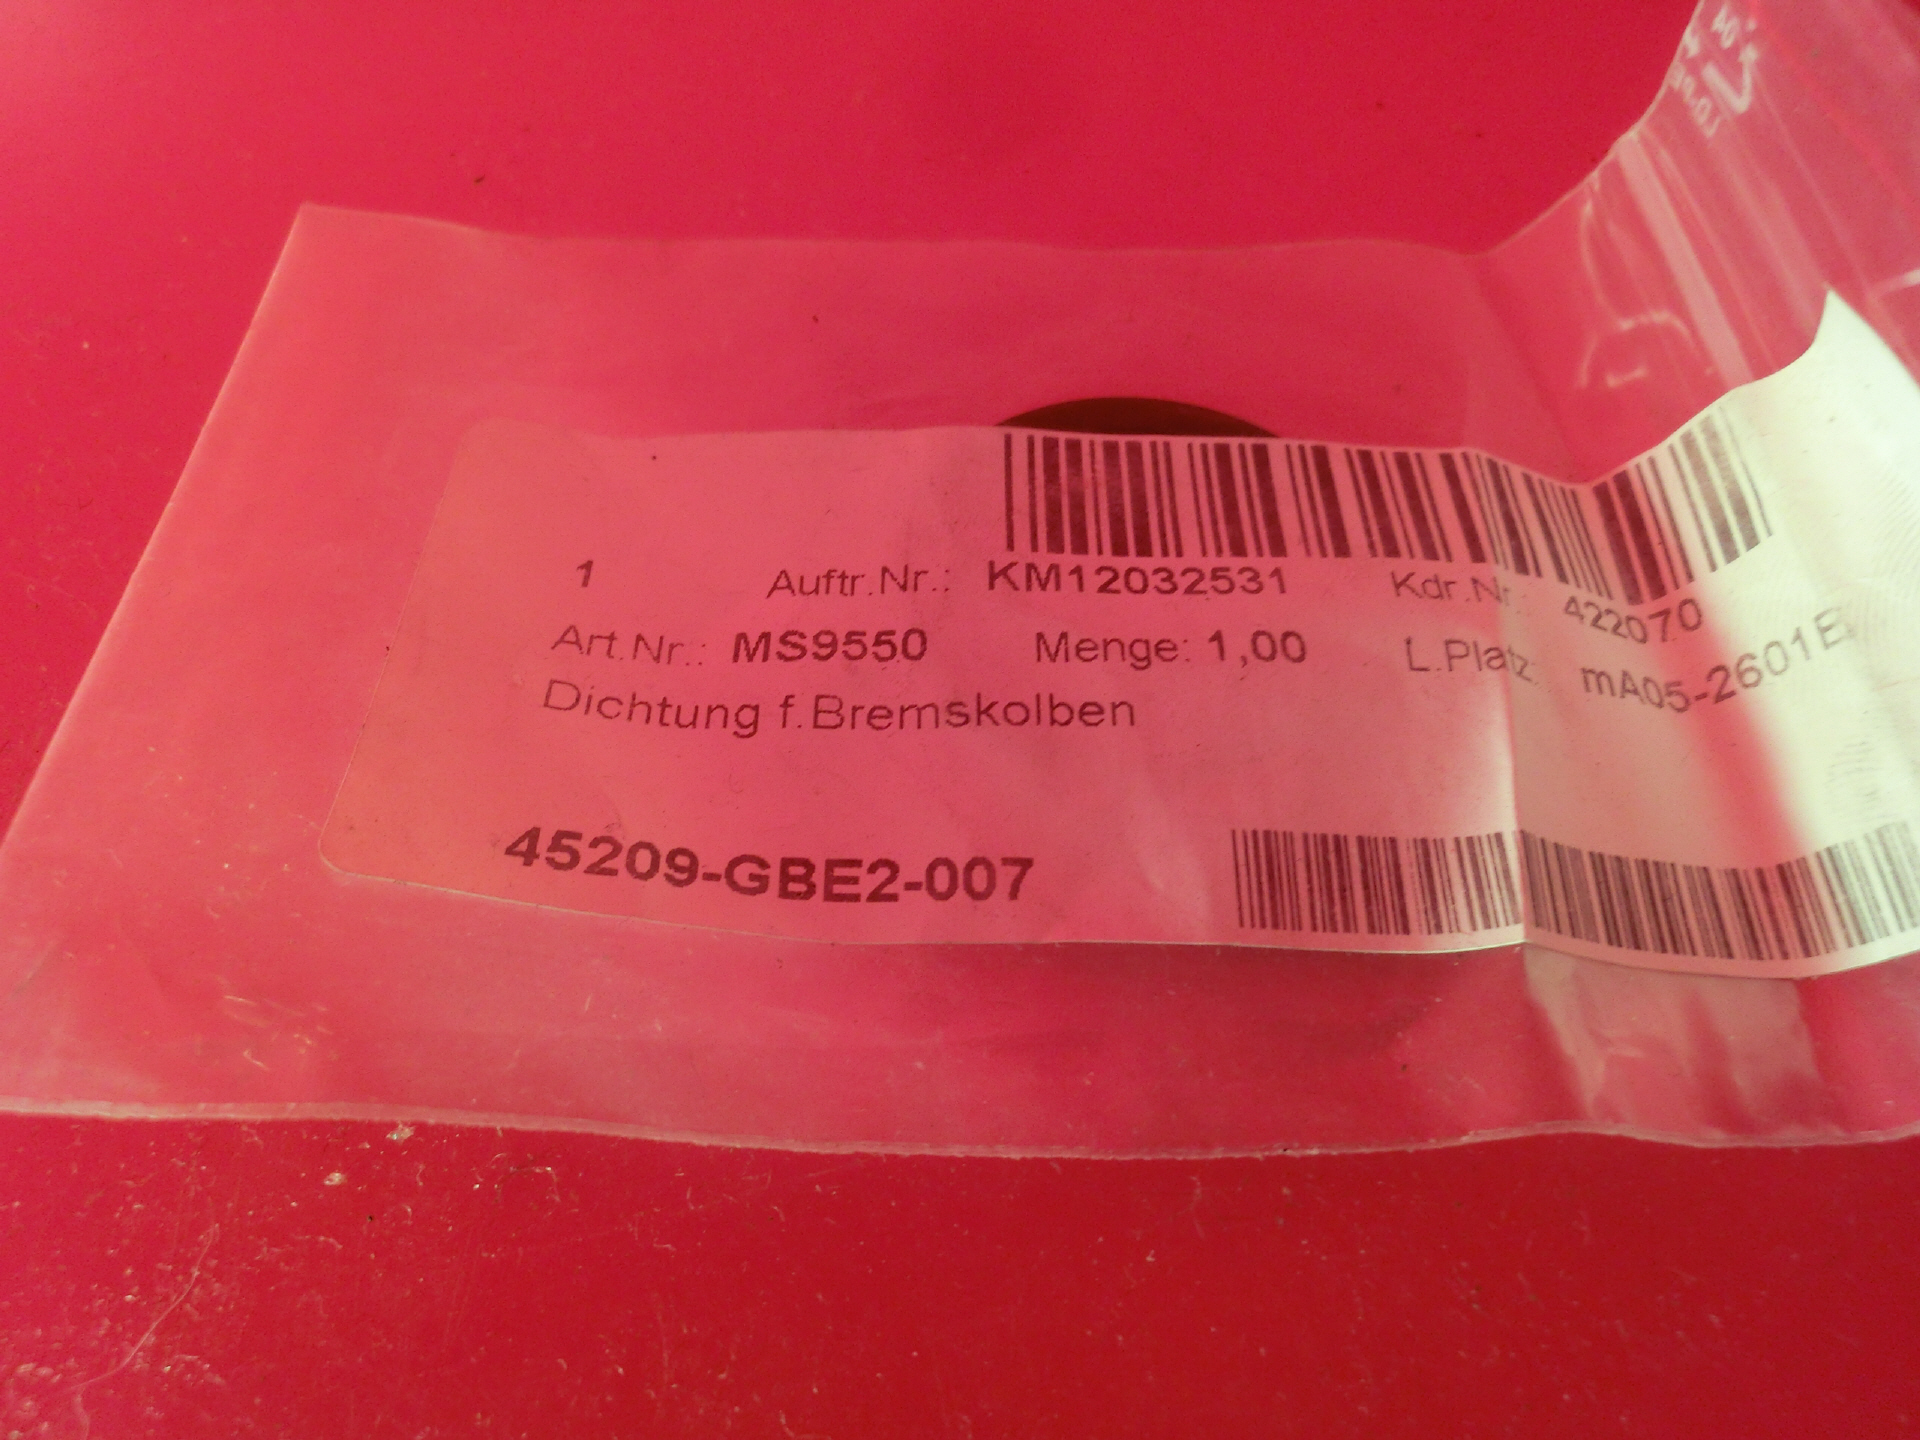 1 Auftr.Nr.: KM12032531 Kdr.Nr.: 422070
Art.Nr.: MS9550 Menge: 1,00 L.Platz: mA05-2601E
Dichtung f.Bremskolben
45209-GBE2-007